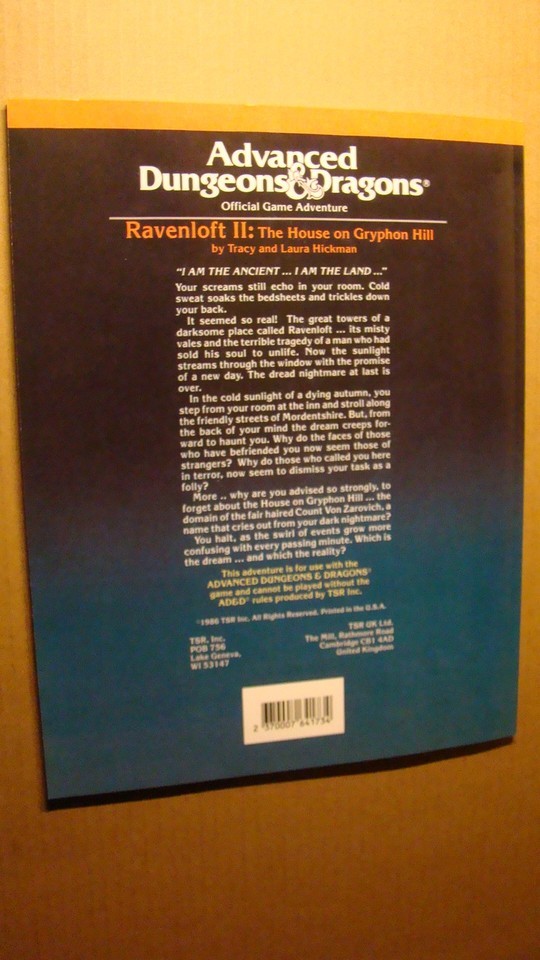 Advanced
Dungeons & Dragons®
Official Game Adventure
Ravenloft II: The House on Gryphon Hill
by Tracy and Laura Hickman
"I AM THE ANCIENT ... I AM THE LAND ..."
Your screams still echo in your room. Cold
sweat soaks the bedsheets and trickles down
your back.
It seemed so real! The great towers of a
darksome place called Ravenloft ... its misty
vales and the terrible tragedy of a man who had
sold his soul to unlife. Now the sunlight
streams through the window with the promise
of a new day. The dread nightmare at last is
over.
In the cold sunlight of a dying autumn, you
step from your room at the inn and stroll along
the friendly streets of Mordentshire. But, from
the back of your mind the dream creeps for-
ward to haunt you. Why do the faces of those
who have befriended you now seem those of
strangers? Why do those who called you here
in terror, now seem to dismiss your task as a
folly?
More .. why are you advised so strongly, to
forget about the House on Gryphon Hill ... the
domain of the fair haired Count Von Zarovich, a
name that cries out from your dark nightmare?
You halt, as the swirl of events grow more
confusing with every passing minute. Which is
the dream ... and which the reality?
This adventure is for use with the
ADVANCED DUNGEONS & DRAGONS®
game and cannot be played without the
AD&D® rules produced by TSR Inc.
©1986 TSR Inc. All Rights Reserved. Printed in the U.S.A.
TSR, Inc.
POB 756
Lake Geneva,
WI 53147
TSR UK Ltd.
The Mill, Rathmore Road
Cambridge CB1 4AD
United Kingdom
2 370007 841734